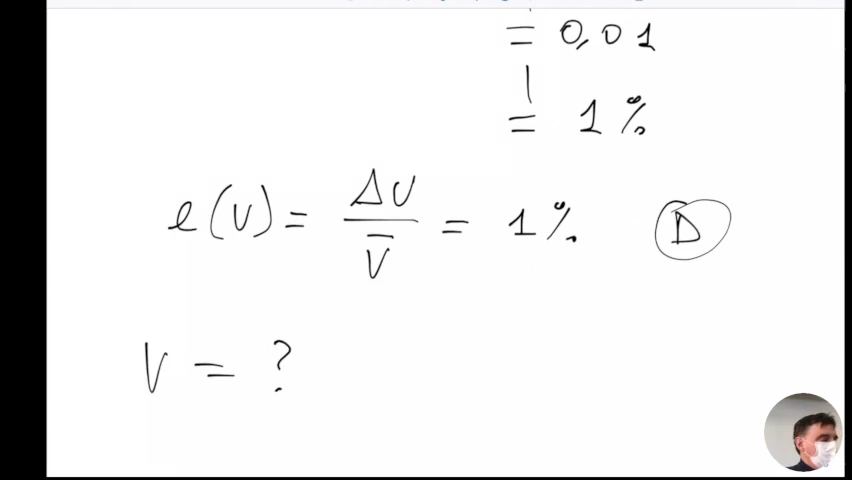 = 0,01
= 1 %
e(v) = Δv / v̄ = 1 % D
V = ?